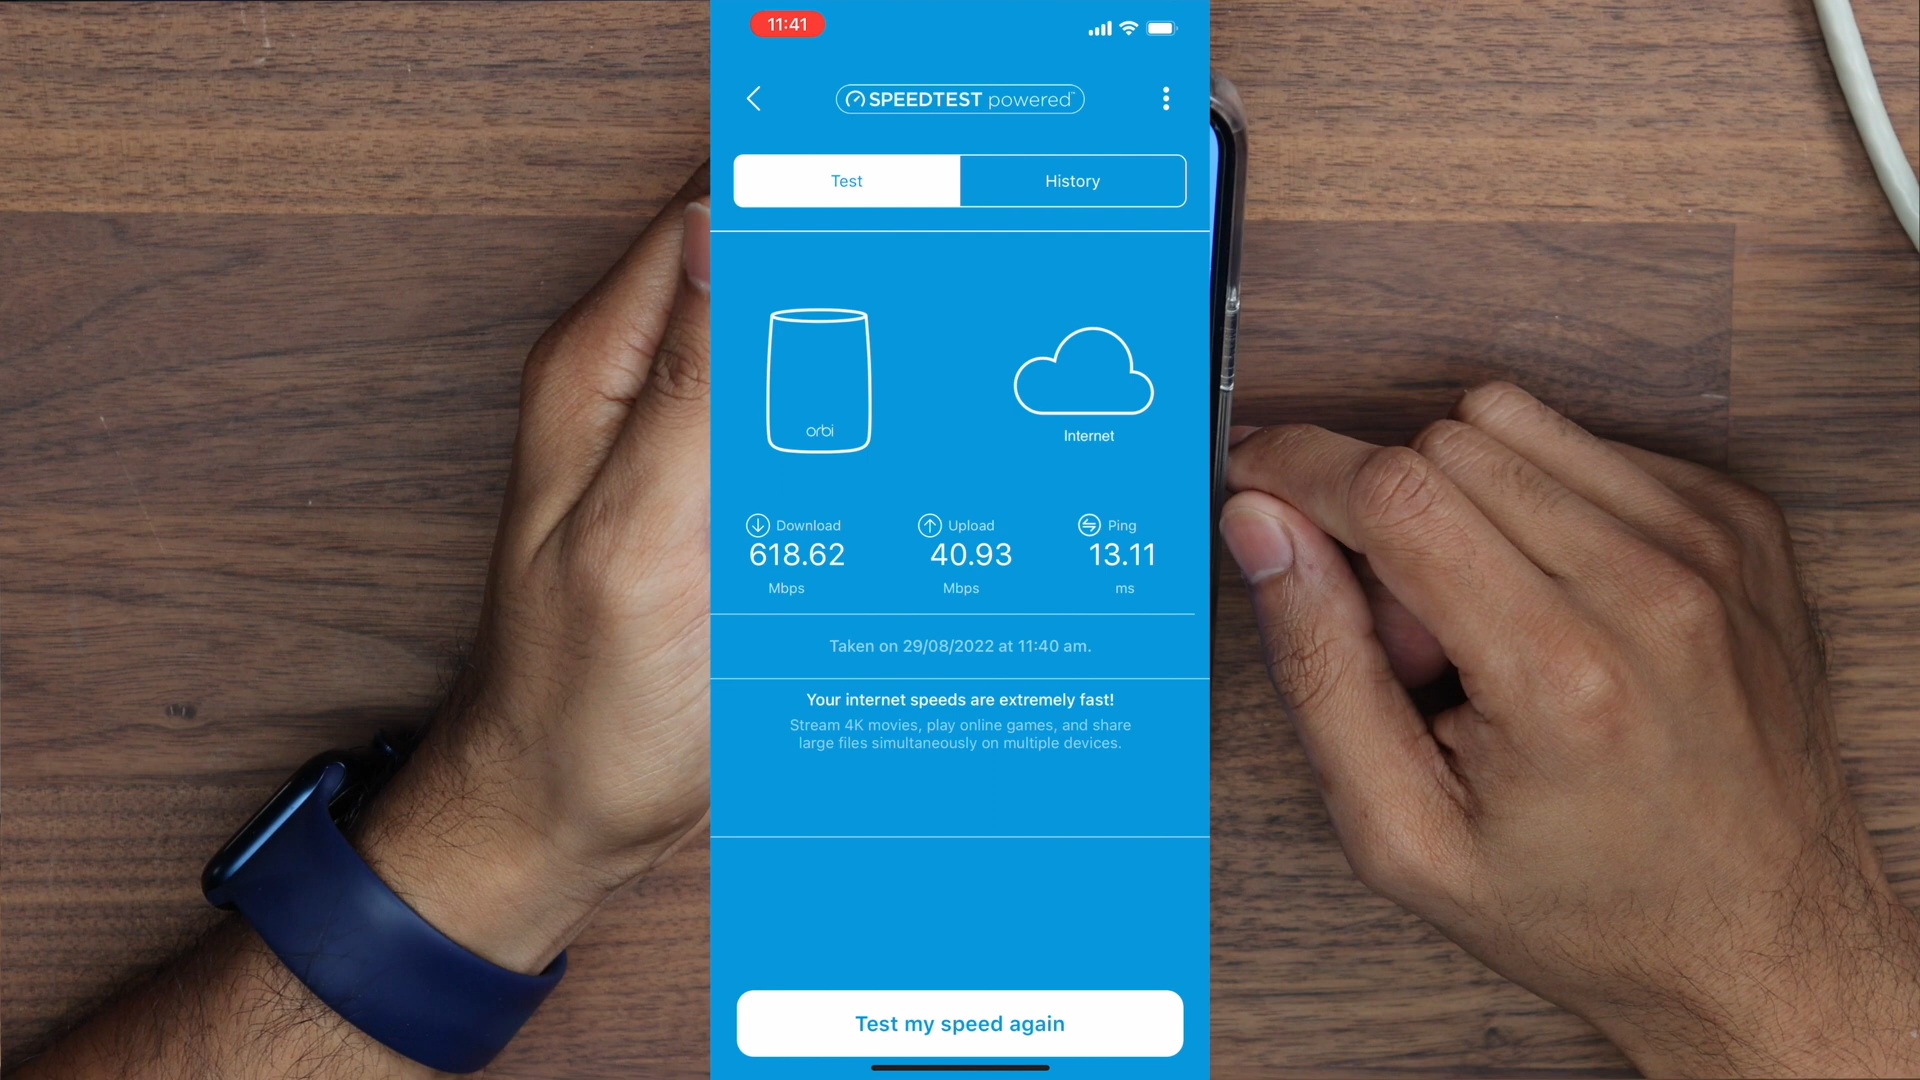 11:41
SPEEDTEST powered™
Test
History
orbi
Internet
Download
618.62
Mbps
Upload
40.93
Mbps
Ping
13.11
ms
Taken on 29/08/2022 at 11:40 am.
Your internet speeds are extremely fast!
Stream 4K movies, play online games, and share
large files simultaneously on multiple devices.
Test my speed again